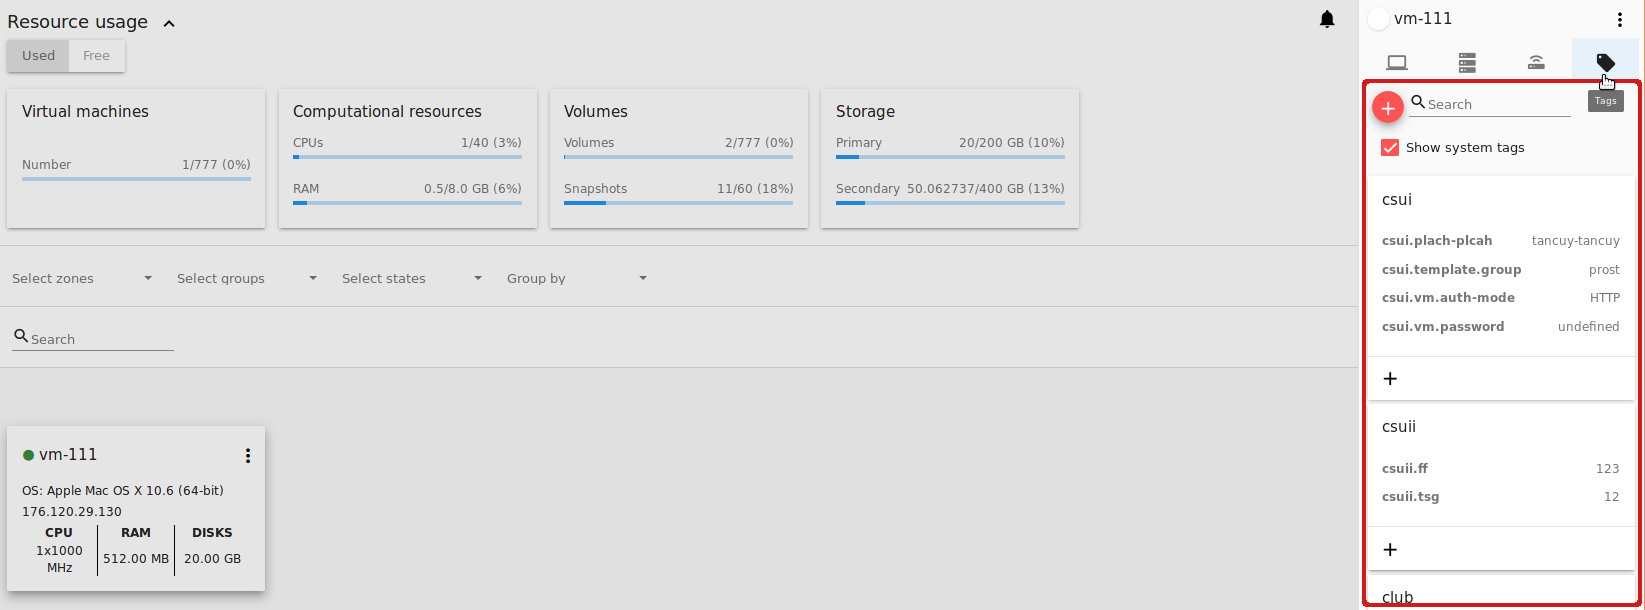 Resource usage
Used Free
Virtual machines
Number 1/777 (0%)
Computational resources
CPUs 1/40 (3%)
RAM 0.5/8.0 GB (6%)
Volumes
Volumes 2/777 (0%)
Snapshots 11/60 (18%)
Storage
Primary 20/200 GB (10%)
Secondary 50.062737/400 GB (13%)
Select zones Select groups Select states Group by
Search
vm-111
OS: Apple Mac OS X 10.6 (64-bit)
176.120.29.130
CPU
1x1000
MHz
RAM
512.00 MB
DISKS
20.00 GB
vm-111
Tags
Search
Show system tags
csui
csui.plach-plcah tancuy-tancuy
csui.template.group prost
csui.vm.auth-mode HTTP
csui.vm.password undefined
+
csuii
csuii.ff 123
csuii.tsg 12
+
club